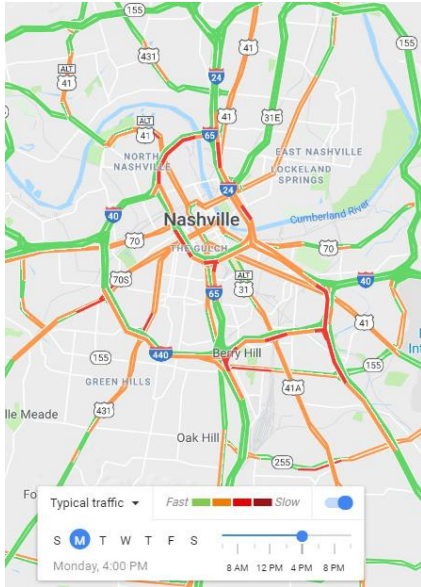 155
41
155
431
ALT
41
24
31E
ALT
41
65
41
NORTH
NASHVILLE
EAST NASHVILLE
LOCKELAND
SPRINGS
24
40
Nashville
Cumberland River
70
THE GULCH
70
70S
ALT
31
40
65
41
155
440
Berry Hill
155
GREEN HILLS
41A
431
lle Meade
Oak Hill
255
Fo
Typical traffic
Fast
Slow
S M T W T F S
Monday, 4:00 PM
8 AM 12 PM 4 PM 8 PM